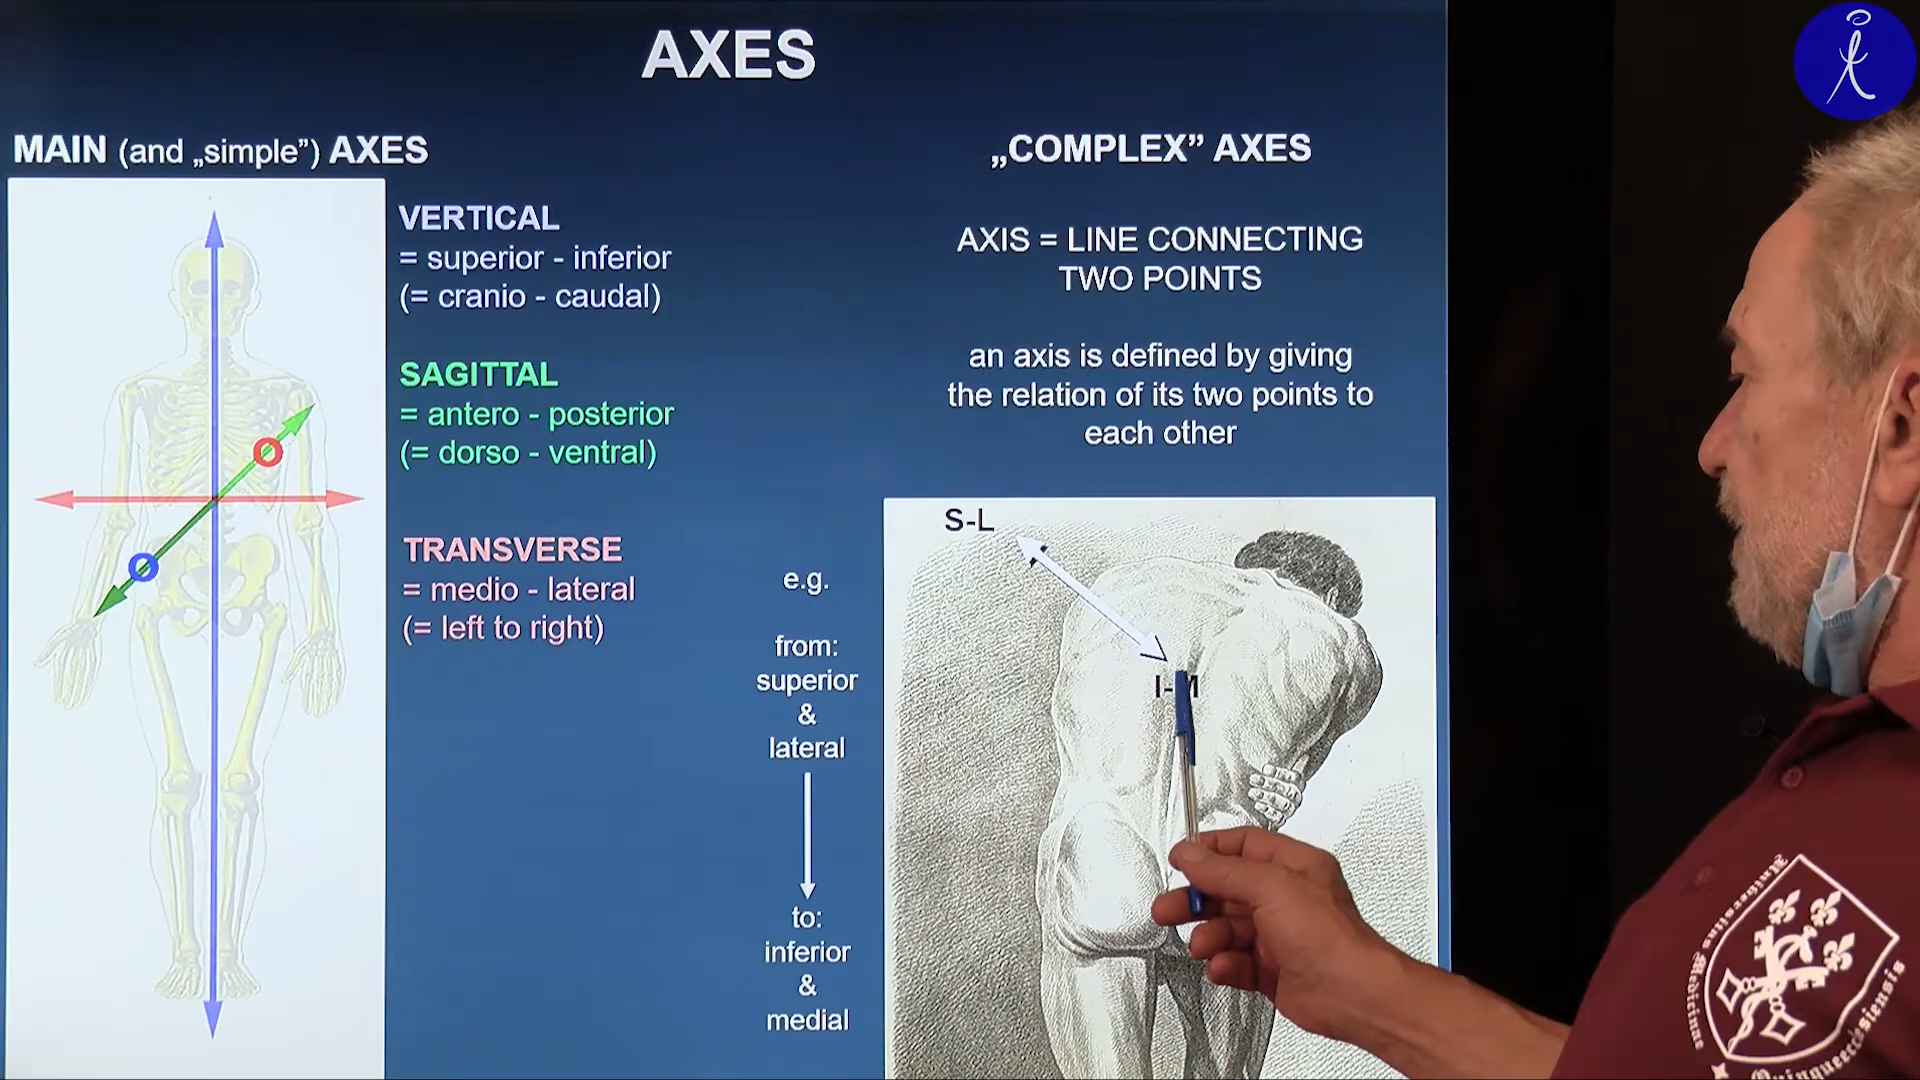 AXES
MAIN (and „simple”) AXES
VERTICAL
= superior - inferior
(= cranio - caudal)
SAGITTAL
= antero - posterior
(= dorso - ventral)
TRANSVERSE
= medio - lateral
(= left to right)
„COMPLEX” AXES
AXIS = LINE CONNECTING
TWO POINTS
an axis is defined by giving
the relation of its two points to
each other
e.g.
from:
superior
&
lateral
to:
inferior
&
medial
S-L
I-M